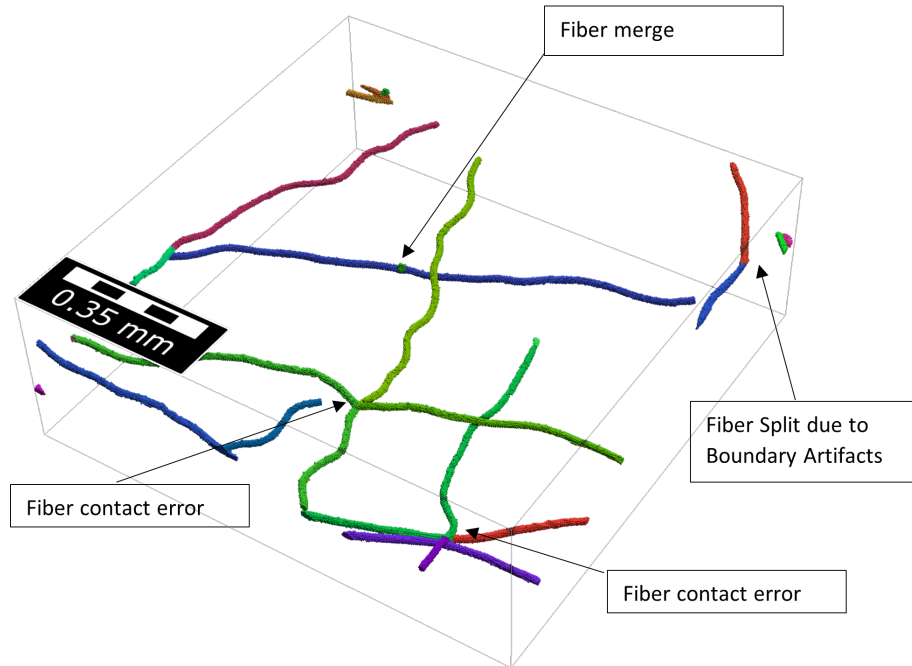 Fiber merge
0.35 mm
Fiber Split due to
Boundary Artifacts
Fiber contact error
Fiber contact error